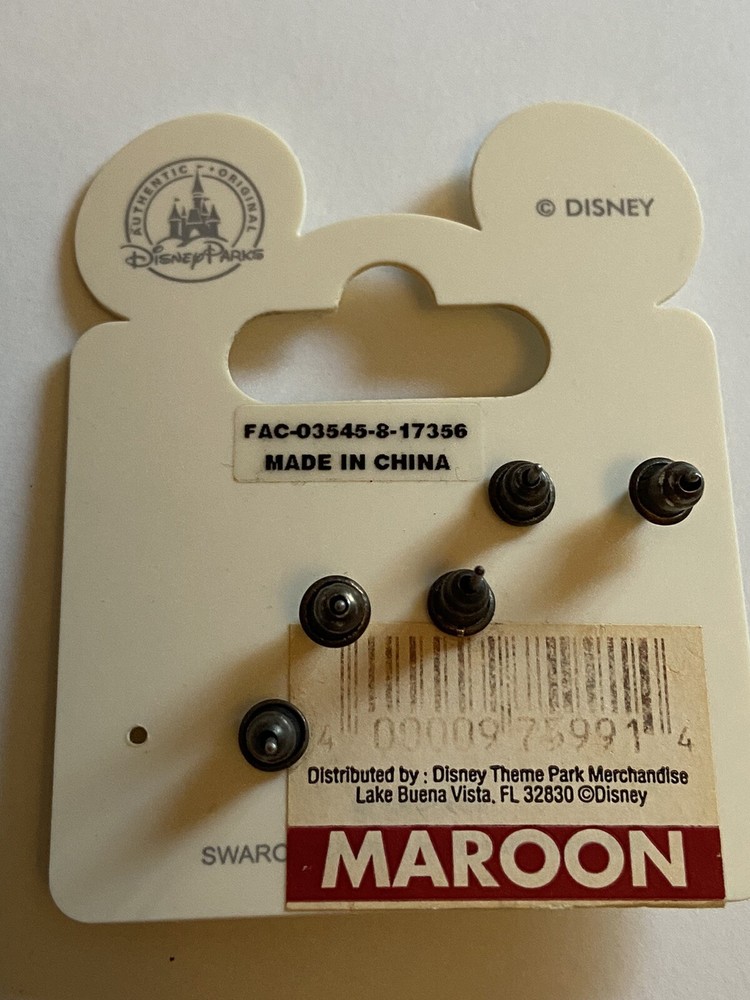 AUTHENTIC • ORIGINAL
DISNEY PARKS
© DISNEY
FAC-03545-8-17356
MADE IN CHINA
4 00009 75991 4
Distributed by : Disney Theme Park Merchandise
Lake Buena Vista, FL 32830 ©Disney
SWARO
MAROON